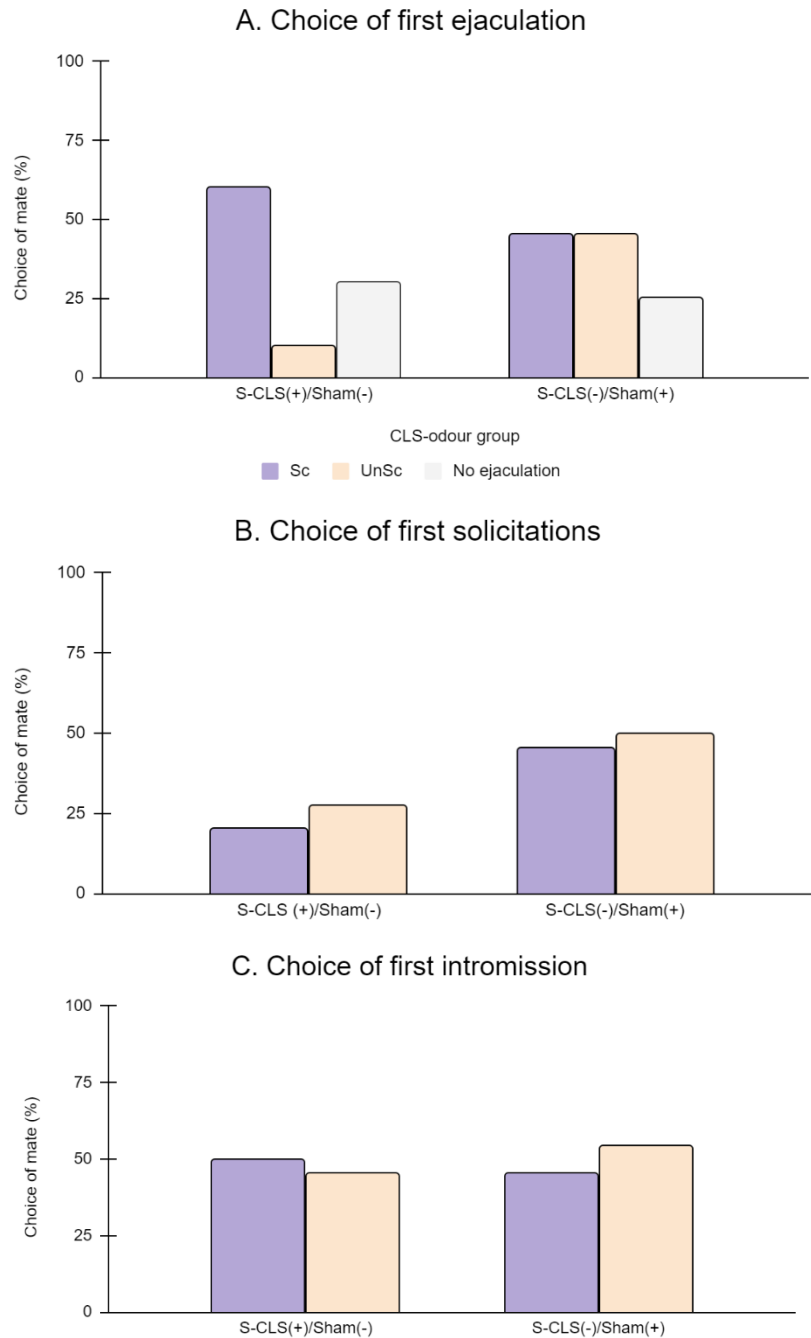 A. Choice of first ejaculation
Choice of mate (%)
100
75
50
25
0
S-CLS(+)/Sham(-)
S-CLS(-)/Sham(+)
CLS-odour group
Sc
UnSc
No ejaculation
B. Choice of first solicitations
Choice of mate (%)
100
75
50
25
0
S-CLS (+)/Sham(-)
S-CLS(-)/Sham(+)
C. Choice of first intromission
Choice of mate (%)
100
75
50
25
0
S-CLS(+)/Sham(-)
S-CLS(-)/Sham(+)